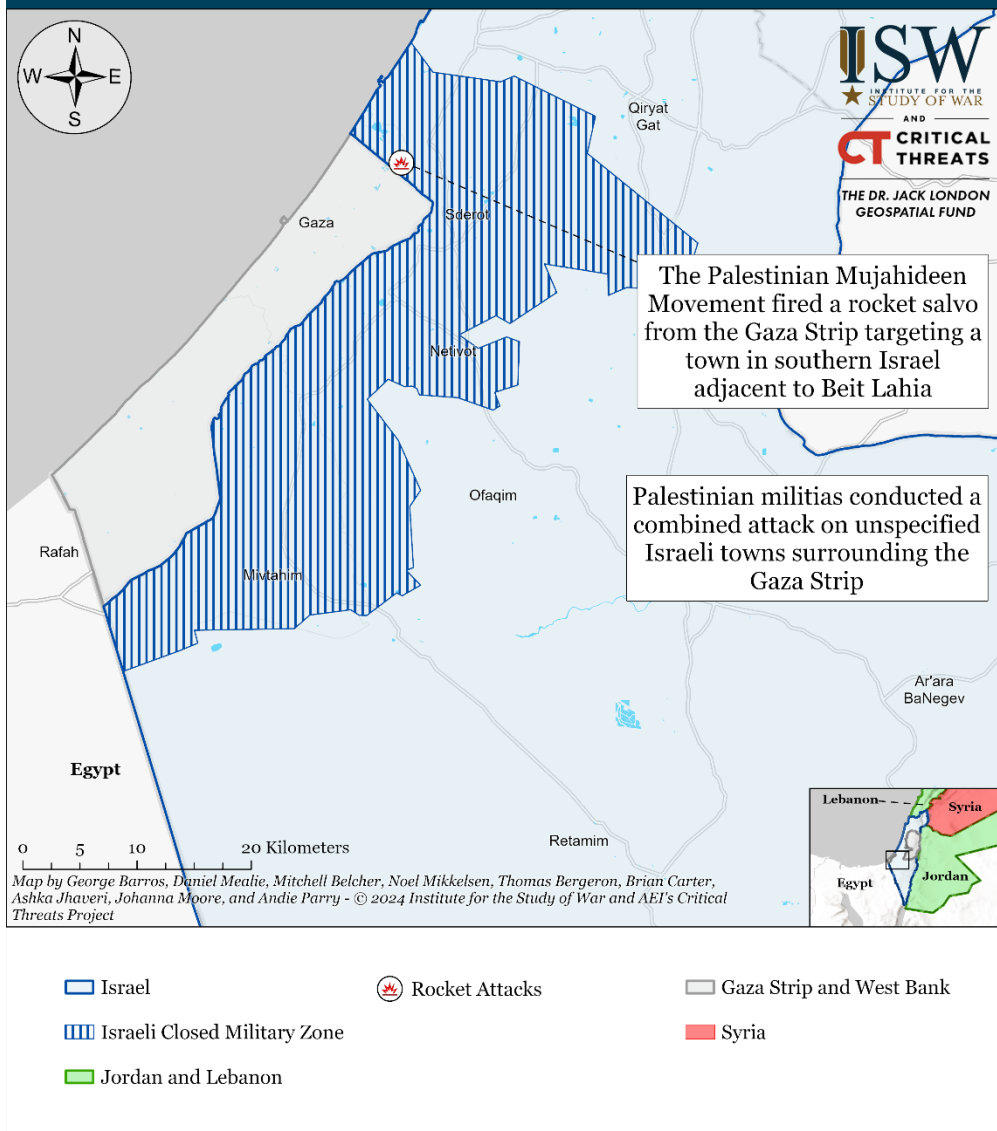 N
W
E
S
ISW
INSTITUTE FOR THE
STUDY OF WAR
AND
CT CRITICAL
THREATS
THE DR. JACK LONDON
GEOSPATIAL FUND
Qiryat
Gat
Gaza
Sderot
The Palestinian Mujahideen
Movement fired a rocket salvo
from the Gaza Strip targeting a
town in southern Israel
adjacent to Beit Lahia
Netivot
Ofaqim
Palestinian militias conducted a
combined attack on unspecified
Israeli towns surrounding the
Gaza Strip
Rafah
Mivtahim
Ar'ara
BaNegev
Egypt
Retamim
0 5 10 20 Kilometers
Map by George Barros, Daniel Mealie, Mitchell Belcher, Noel Mikkelsen, Thomas Bergeron, Brian Carter,
Ashka Jhaveri, Johanna Moore, and Andie Parry - © 2024 Institute for the Study of War and AEI's Critical
Threats Project
Lebanon
Syria
Egypt
Jordan
Israel
Rocket Attacks
Gaza Strip and West Bank
Israeli Closed Military Zone
Syria
Jordan and Lebanon